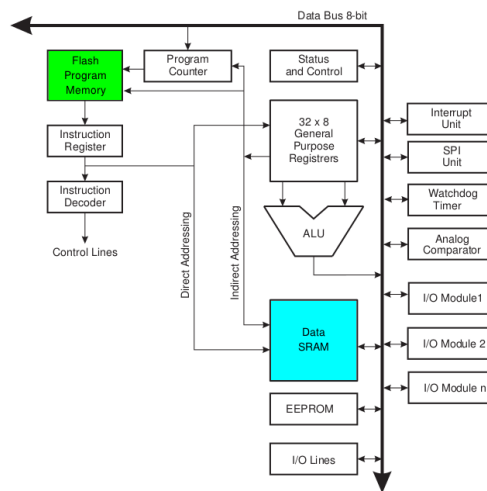 Data Bus 8-bit
Flash
Program
Memory
Program
Counter
Status
and Control
Instruction
Register
Instruction
Decoder
Control Lines
Direct Addressing
Indirect Addressing
32 x 8
General
Purpose
Registrers
ALU
Data
SRAM
EEPROM
I/O Lines
Interrupt
Unit
SPI
Unit
Watchdog
Timer
Analog
Comparator
I/O Module1
I/O Module 2
I/O Module n